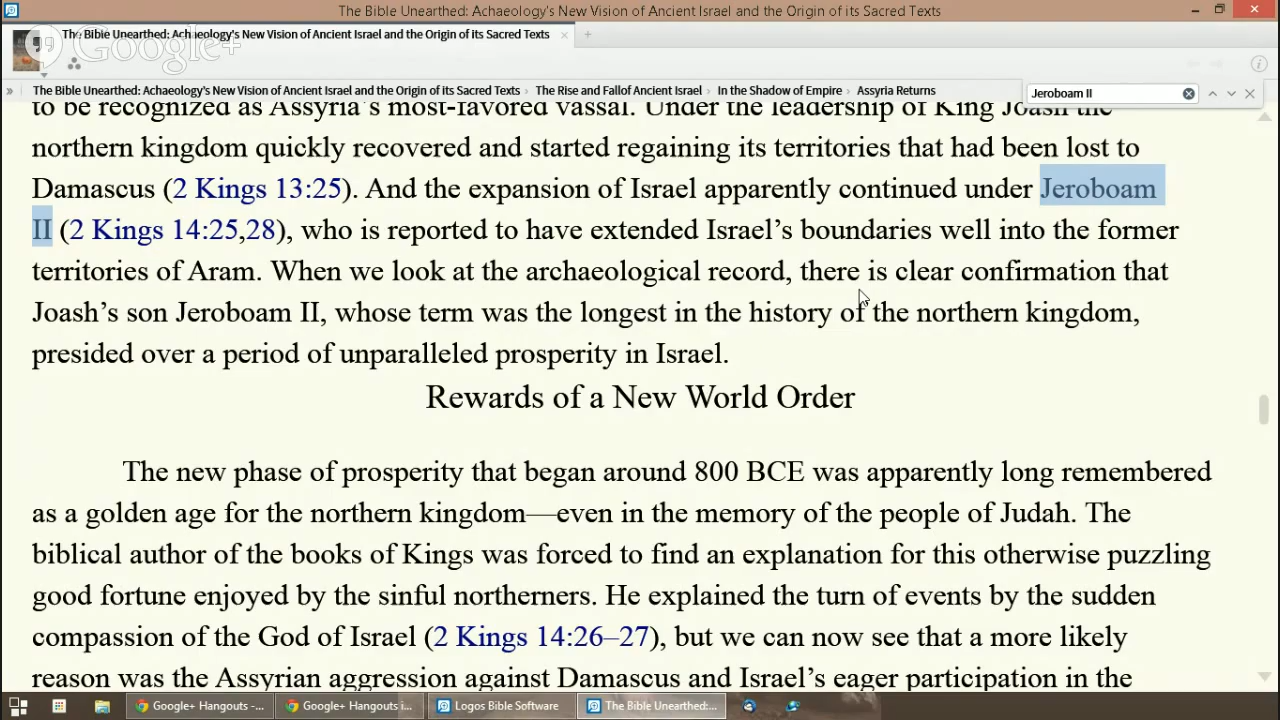 The Bible Unearthed: Achaeology's New Vision of Ancient Israel and the Origin of its Sacred Texts
The Bible Unearthed: Achaeology's New Vision of Ancient Israel and the Origin of its Sacred Texts
Google+
» The Bible Unearthed: Achaeology's New Vision of Ancient Israel and the Origin of its Sacred Texts › The Rise and Fallof Ancient Israel › In the Shadow of Empire › Assyria Returns
Jeroboam II
to be recognized as Assyria's most-favored vassal. Under the leadership of King Joash the
northern kingdom quickly recovered and started regaining its territories that had been lost to
Damascus (2 Kings 13:25). And the expansion of Israel apparently continued under Jeroboam
II (2 Kings 14:25,28), who is reported to have extended Israel's boundaries well into the former
territories of Aram. When we look at the archaeological record, there is clear confirmation that
Joash's son Jeroboam II, whose term was the longest in the history of the northern kingdom,
presided over a period of unparalleled prosperity in Israel.
Rewards of a New World Order
The new phase of prosperity that began around 800 BCE was apparently long remembered
as a golden age for the northern kingdom—even in the memory of the people of Judah. The
biblical author of the books of Kings was forced to find an explanation for this otherwise puzzling
good fortune enjoyed by the sinful northerners. He explained the turn of events by the sudden
compassion of the God of Israel (2 Kings 14:26–27), but we can now see that a more likely
reason was the Assyrian aggression against Damascus and Israel's eager participation in the
Google+ Hangouts -...
Google+ Hangouts i...
Logos Bible Software
The Bible Unearthed:...